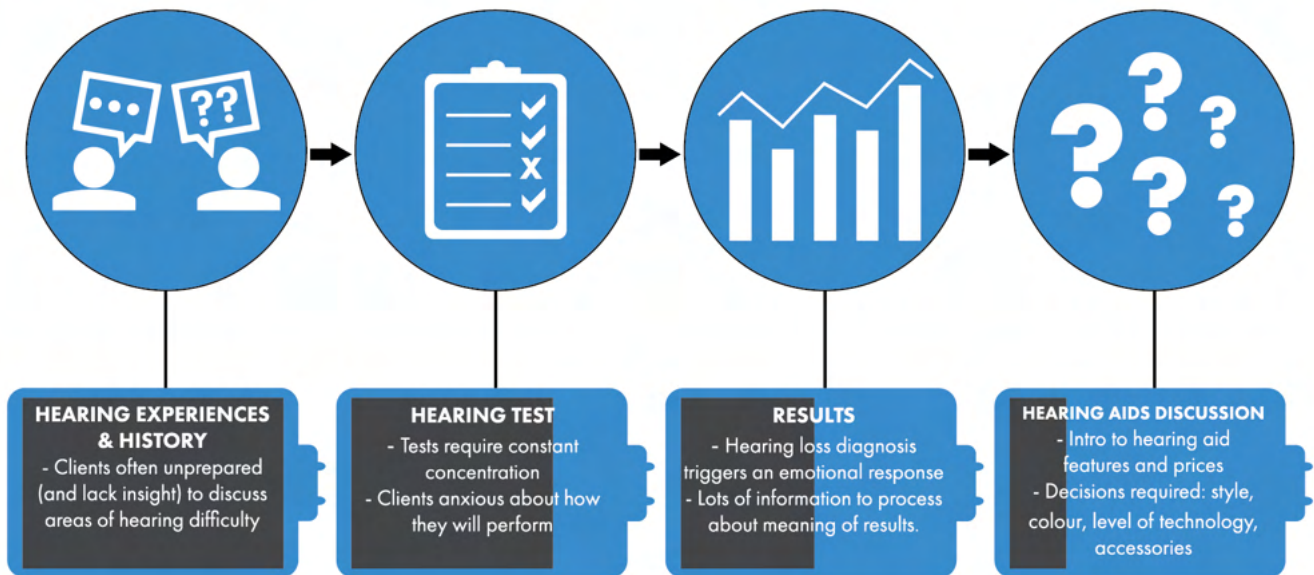 ...
??
x
?
?
?
?
?
HEARING EXPERIENCES
& HISTORY
- Clients often unprepared
(and lack insight) to discuss
areas of hearing difficulty
HEARING TEST
- Tests require constant
concentration
- Clients anxious about how
they will perform
RESULTS
- Hearing loss diagnosis
triggers an emotional response
- Lots of information to process
about meaning of results.
HEARING AIDS DISCUSSION
- Intro to hearing aid
features and prices
- Decisions required: style,
colour, level of technology,
accessories